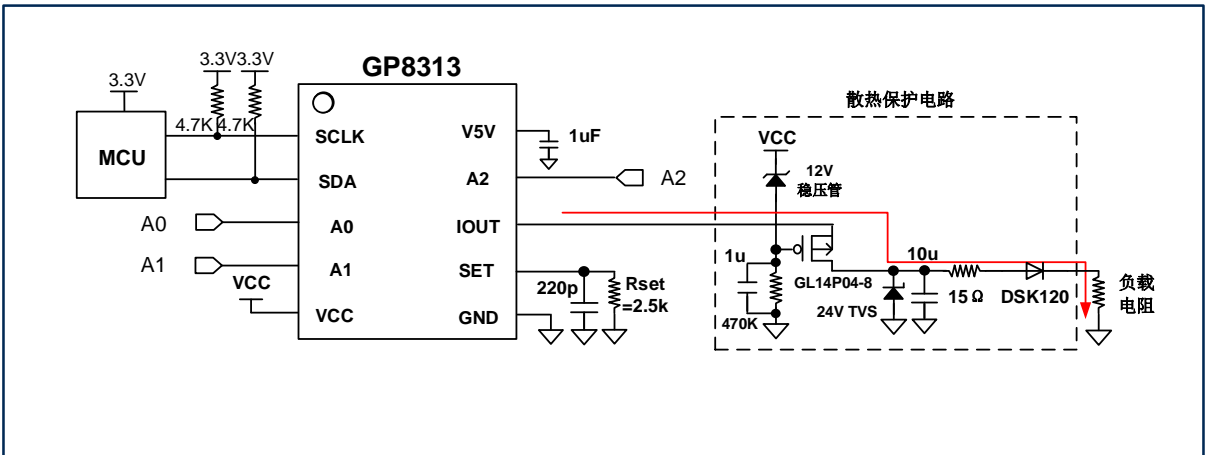 GP8313
3.3V
3.3V3.3V
4.7K 4.7K
MCU
SCLK
SDA
A0
A1
VCC
V5V
A2
IOUT
SET
GND
A0
A1
VCC
1uF
A2
220p
Rset
=2.5k
散热保护电路
VCC
12V
稳压管
1u
470K
GL14P04-8
24V TVS
10u
15Ω
DSK120
负载
电阻